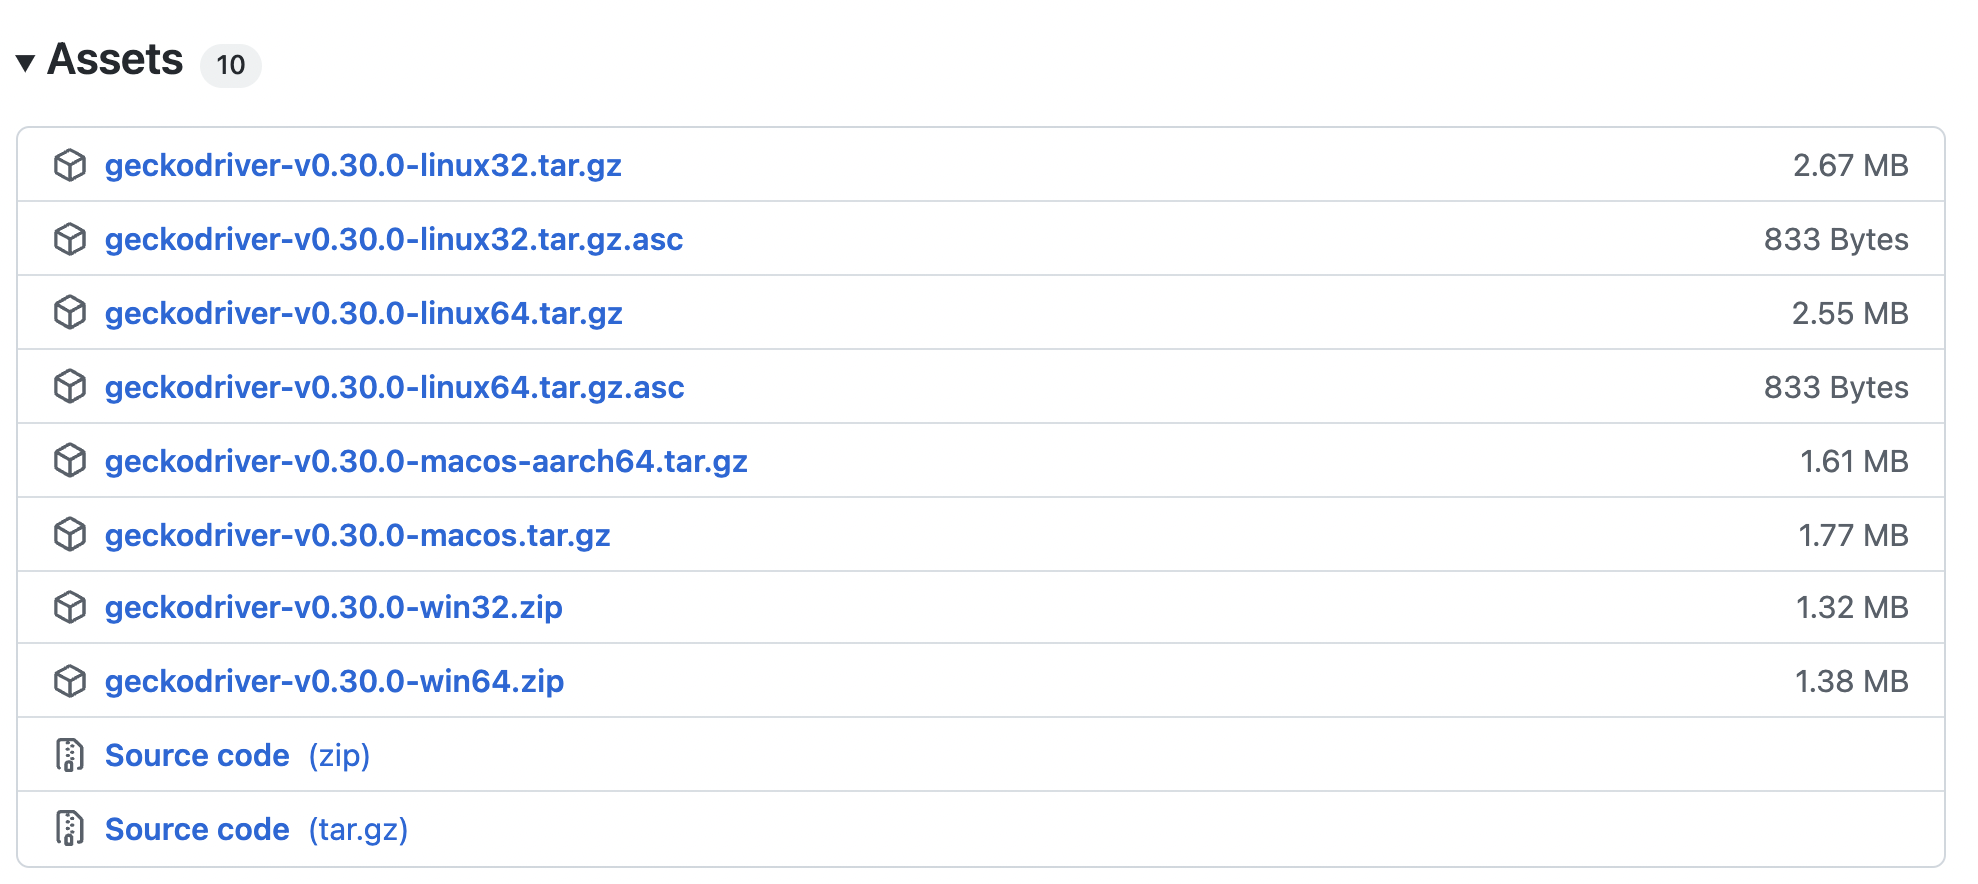 Assets 10
geckodriver-v0.30.0-linux32.tar.gz 2.67 MB
geckodriver-v0.30.0-linux32.tar.gz.asc 833 Bytes
geckodriver-v0.30.0-linux64.tar.gz 2.55 MB
geckodriver-v0.30.0-linux64.tar.gz.asc 833 Bytes
geckodriver-v0.30.0-macos-aarch64.tar.gz 1.61 MB
geckodriver-v0.30.0-macos.tar.gz 1.77 MB
geckodriver-v0.30.0-win32.zip 1.32 MB
geckodriver-v0.30.0-win64.zip 1.38 MB
Source code (zip)
Source code (tar.gz)